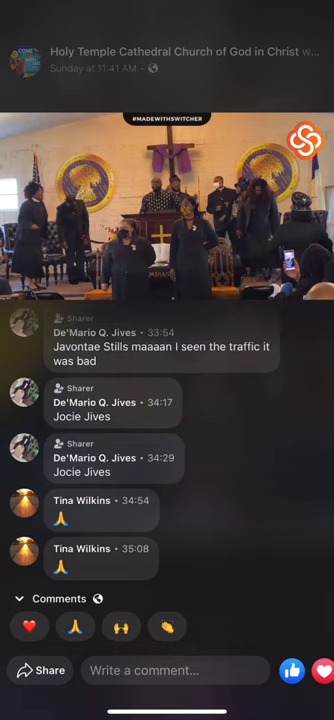 Holy Temple Cathedral Church of God in Christ w...
Sunday at 11:41 AM ·
#MADEWITHSWITCHER
Sharer
De'Mario Q. Jives · 33:54
Javontae Stills maaaan I seen the traffic it
was bad
Sharer
De'Mario Q. Jives · 34:17
Jocie Jives
Sharer
De'Mario Q. Jives · 34:29
Jocie Jives
Tina Wilkins · 34:54
🙏
Tina Wilkins · 35:08
🙏
Comments
Share
Write a comment...